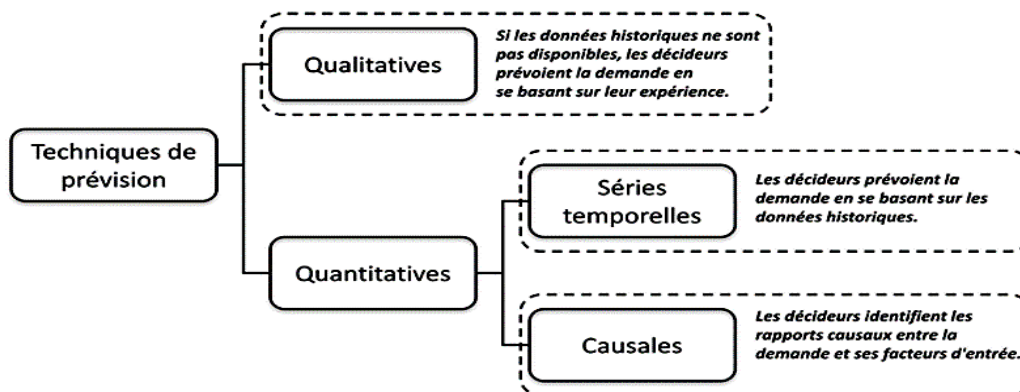 Qualitatives
Si les données historiques ne sont
pas disponibles, les décideurs
prévoient la demande en
se basant sur leur expérience.
Techniques de
prévision
Séries
temporelles
Les décideurs prévoient la
demande en se basant sur les
données historiques.
Quantitatives
Causales
Les décideurs identifient les
rapports causaux entre la
demande et ses facteurs d'entrée.